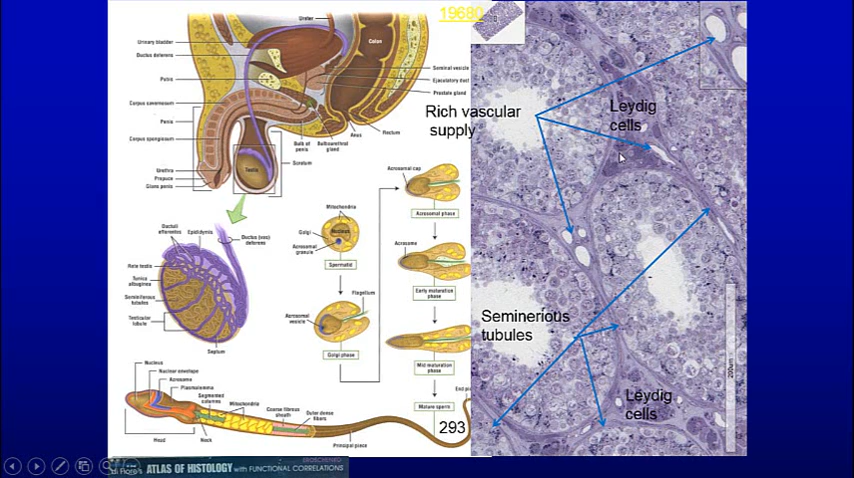 19680
Ureter
Urinary bladder
Ductus deferens
Pubis
Corpus cavernosum
Penis
Corpus spongiosum
Urethra
Prepuce
Glans penis
Testis
Colon
Seminal vesicle
Ejaculatory duct
Prostate gland
Rectum
Anus
Bulbourethral
gland
Bulb of
penis
Scrotum
Ductuli
efferentes
Epididymis
Ductus (vas)
deferens
Rete testis
Tunica
albuginea
Seminiferous
tubules
Testicular
lobule
Septum
Mitochondria
Golgi
Nucleus
Acrosomal
granule
Spermatid
Flagellum
Acrosomal
vesicle
Golgi phase
Acrosomal cap
Acrosomal phase
Acrosome
Early maturation
phase
Mid maturation
phase
Mature sperm
Nucleus
Nuclear envelope
Acrosome
Plasmalemma
Segmented
columns
Mitochondria
Coarse fibrous
sheath
Outer dense
fibers
End pi
Head
Neck
Principal piece
293
Rich vascular
supply
Leydig
cells
Seminerious
tubules
Leydig
cells
200um
di Fiore's ATLAS OF HISTOLOGY with FUNCTIONAL CORRELATIONS